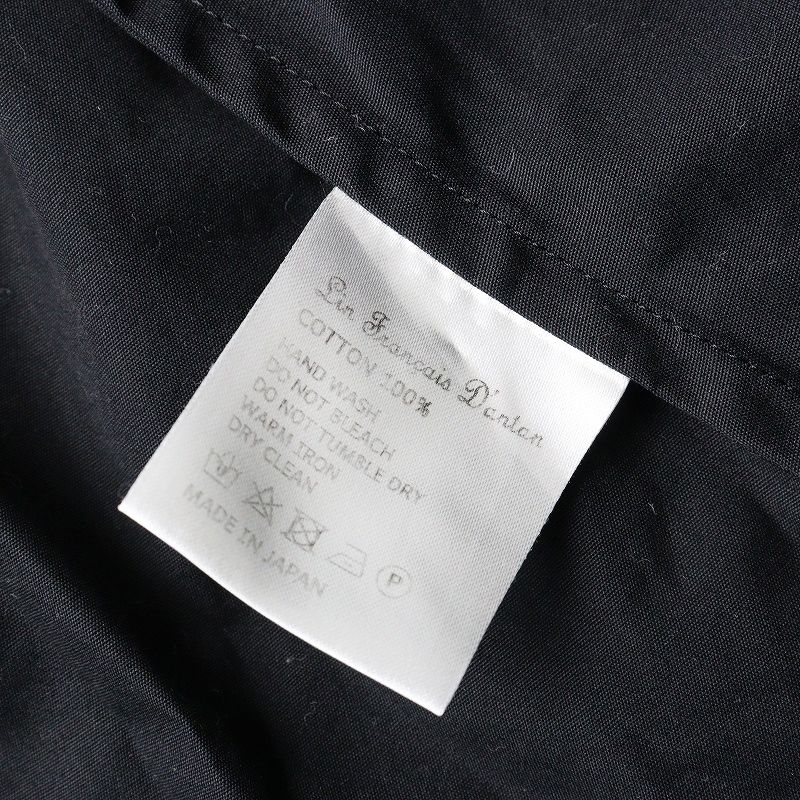 Lin Français D'antan
COTTON 100%
HAND WASH
DO NOT BLEACH
DO NOT TUMBLE DRY
WARM IRON
DRY CLEAN
P
MADE IN JAPAN